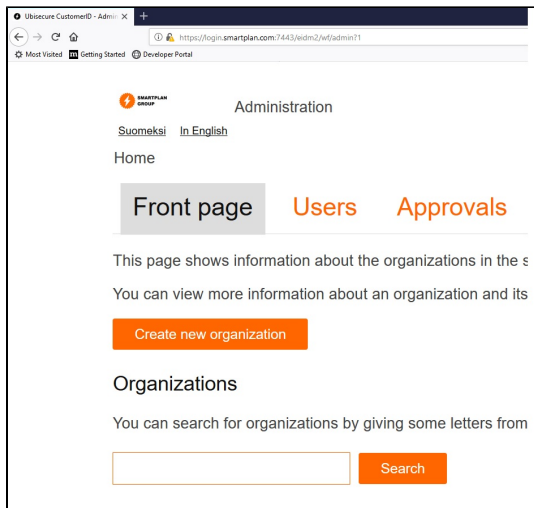 Ubisecure CustomerID - Admin
https://login.smartplan.com:7443/eidm2/wf/admin?1
Most Visited Getting Started Developer Portal
SMARTPLAN
GROUP
Administration
Suomeksi In English
Home
Front page Users Approvals
This page shows information about the organizations in the s
You can view more information about an organization and its
Create new organization
Organizations
You can search for organizations by giving some letters from
Search